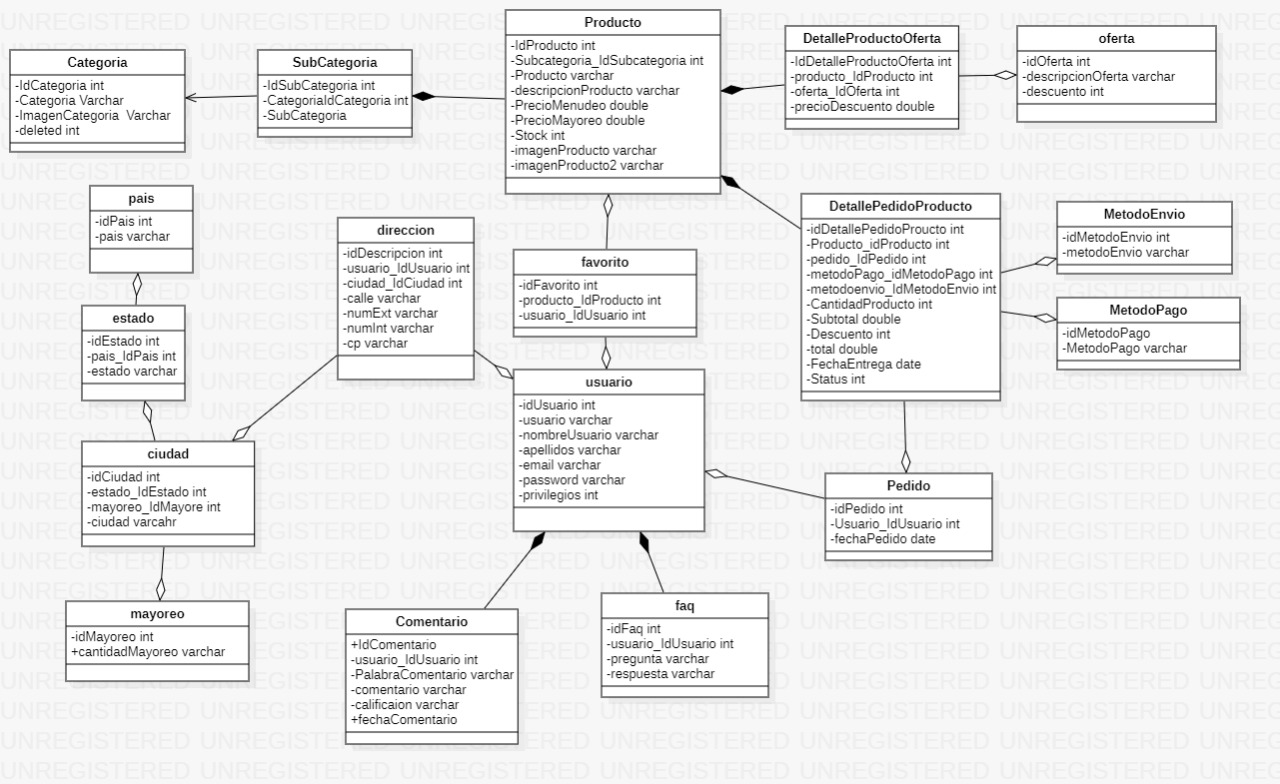 Categoria
-IdCategoria int
-Categoria Varchar
-ImagenCategoria  Varchar
-deleted int
SubCategoria
-IdSubCategoria int
-CategoriaIdCategoria int
-SubCategoria
Producto
-IdProducto int
-Subcategoria_IdSubcategoria int
-Producto varchar
-descripcionProducto varchar
-PrecioMenudeo double
-PrecioMayoreo double
-Stock int
-imagenProducto varchar
-imagenProducto2 varchar
DetalleProductoOferta
-IdDetalleProductoOferta int
-producto_IdProducto int
-oferta_IdOferta int
-precioDescuento double
oferta
-idOferta int
-descripcionOferta varchar
-descuento int
pais
-idPais int
-pais varchar
direccion
-idDescripcion int
-usuario_IdUsuario int
-ciudad_IdCiudad int
-calle varchar
-numExt varchar
-numInt varchar
-cp varchar
favorito
-idFavorito int
-producto_IdProducto int
-usuario_IdUsuario int
DetallePedidoProducto
-idDetallePedidoProucto int
-Producto_idProducto int
-pedido_IdPedido int
-metodoPago_idMetodoPago int
-metodoenvio_IdMetodoEnvio int
-CantidadProducto int
-Subtotal double
-Descuento int
-total double
-FechaEntrega date
-Status int
MetodoEnvio
-idMetodoEnvio int
-metodoEnvio varchar
MetodoPago
-idMetodoPago
-MetodoPago varchar
estado
-idEstado int
-pais_IdPais int
-estado varchar
usuario
-idUsuario int
-usuario varchar
-nombreUsuario varchar
-apellidos varchar
-email varchar
-password varchar
-privilegios int
ciudad
-idCiudad int
-estado_IdEstado int
-mayoreo_IdMayore int
-ciudad varcahr
Pedido
-idPedido int
-Usuario_IdUsuario int
-fechaPedido date
mayoreo
-idMayoreo int
+cantidadMayoreo varchar
Comentario
+IdComentario
-usuario_IdUsuario int
-PalabraComentario varchar
-comentario varchar
-calificaion varchar
+fechaComentario
faq
-idFaq int
-usuario_IdUsuario int
-pregunta varchar
-respuesta varchar
UNREGISTERED